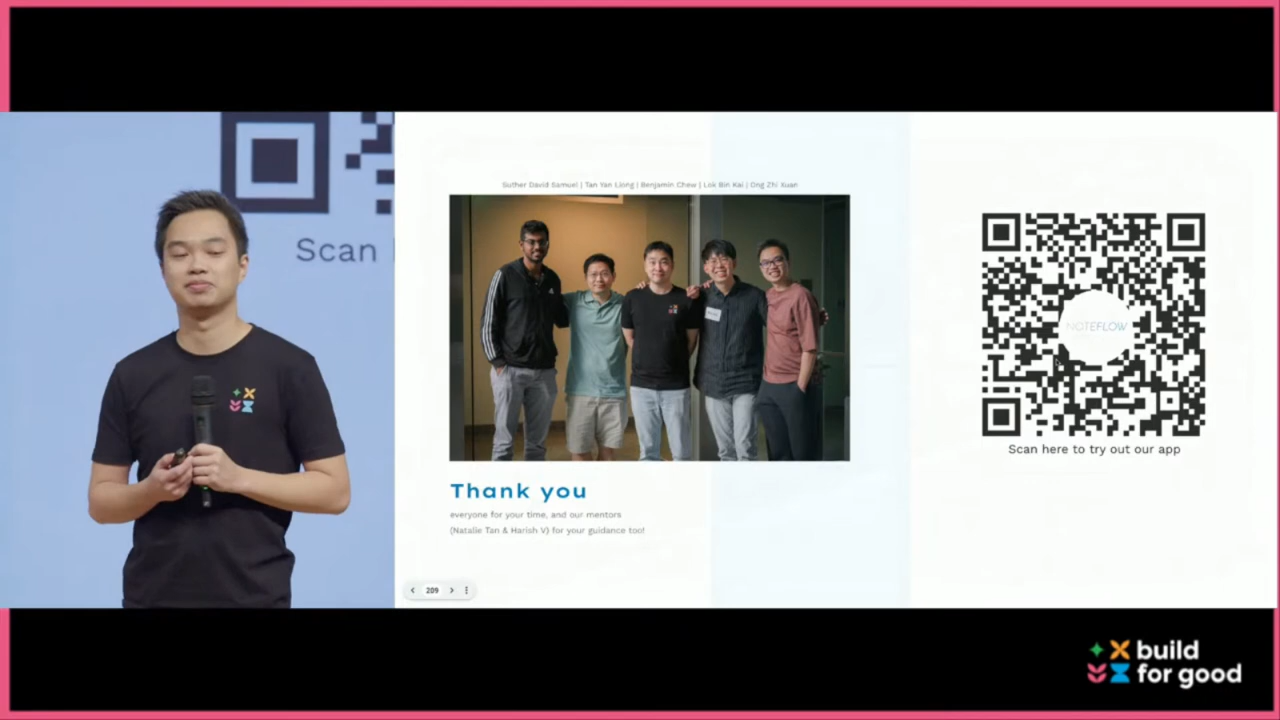 Scan
Suther David Samuel | Tan Yan Liong | Benjamin Chew | Lok Bin Kai | Ong Zhi Xuan
NOTEFLOW
Scan here to try out our app
Thank you
everyone for your time, and our mentors
(Natalie Tan & Harish V) for your guidance too!
209
build
for good